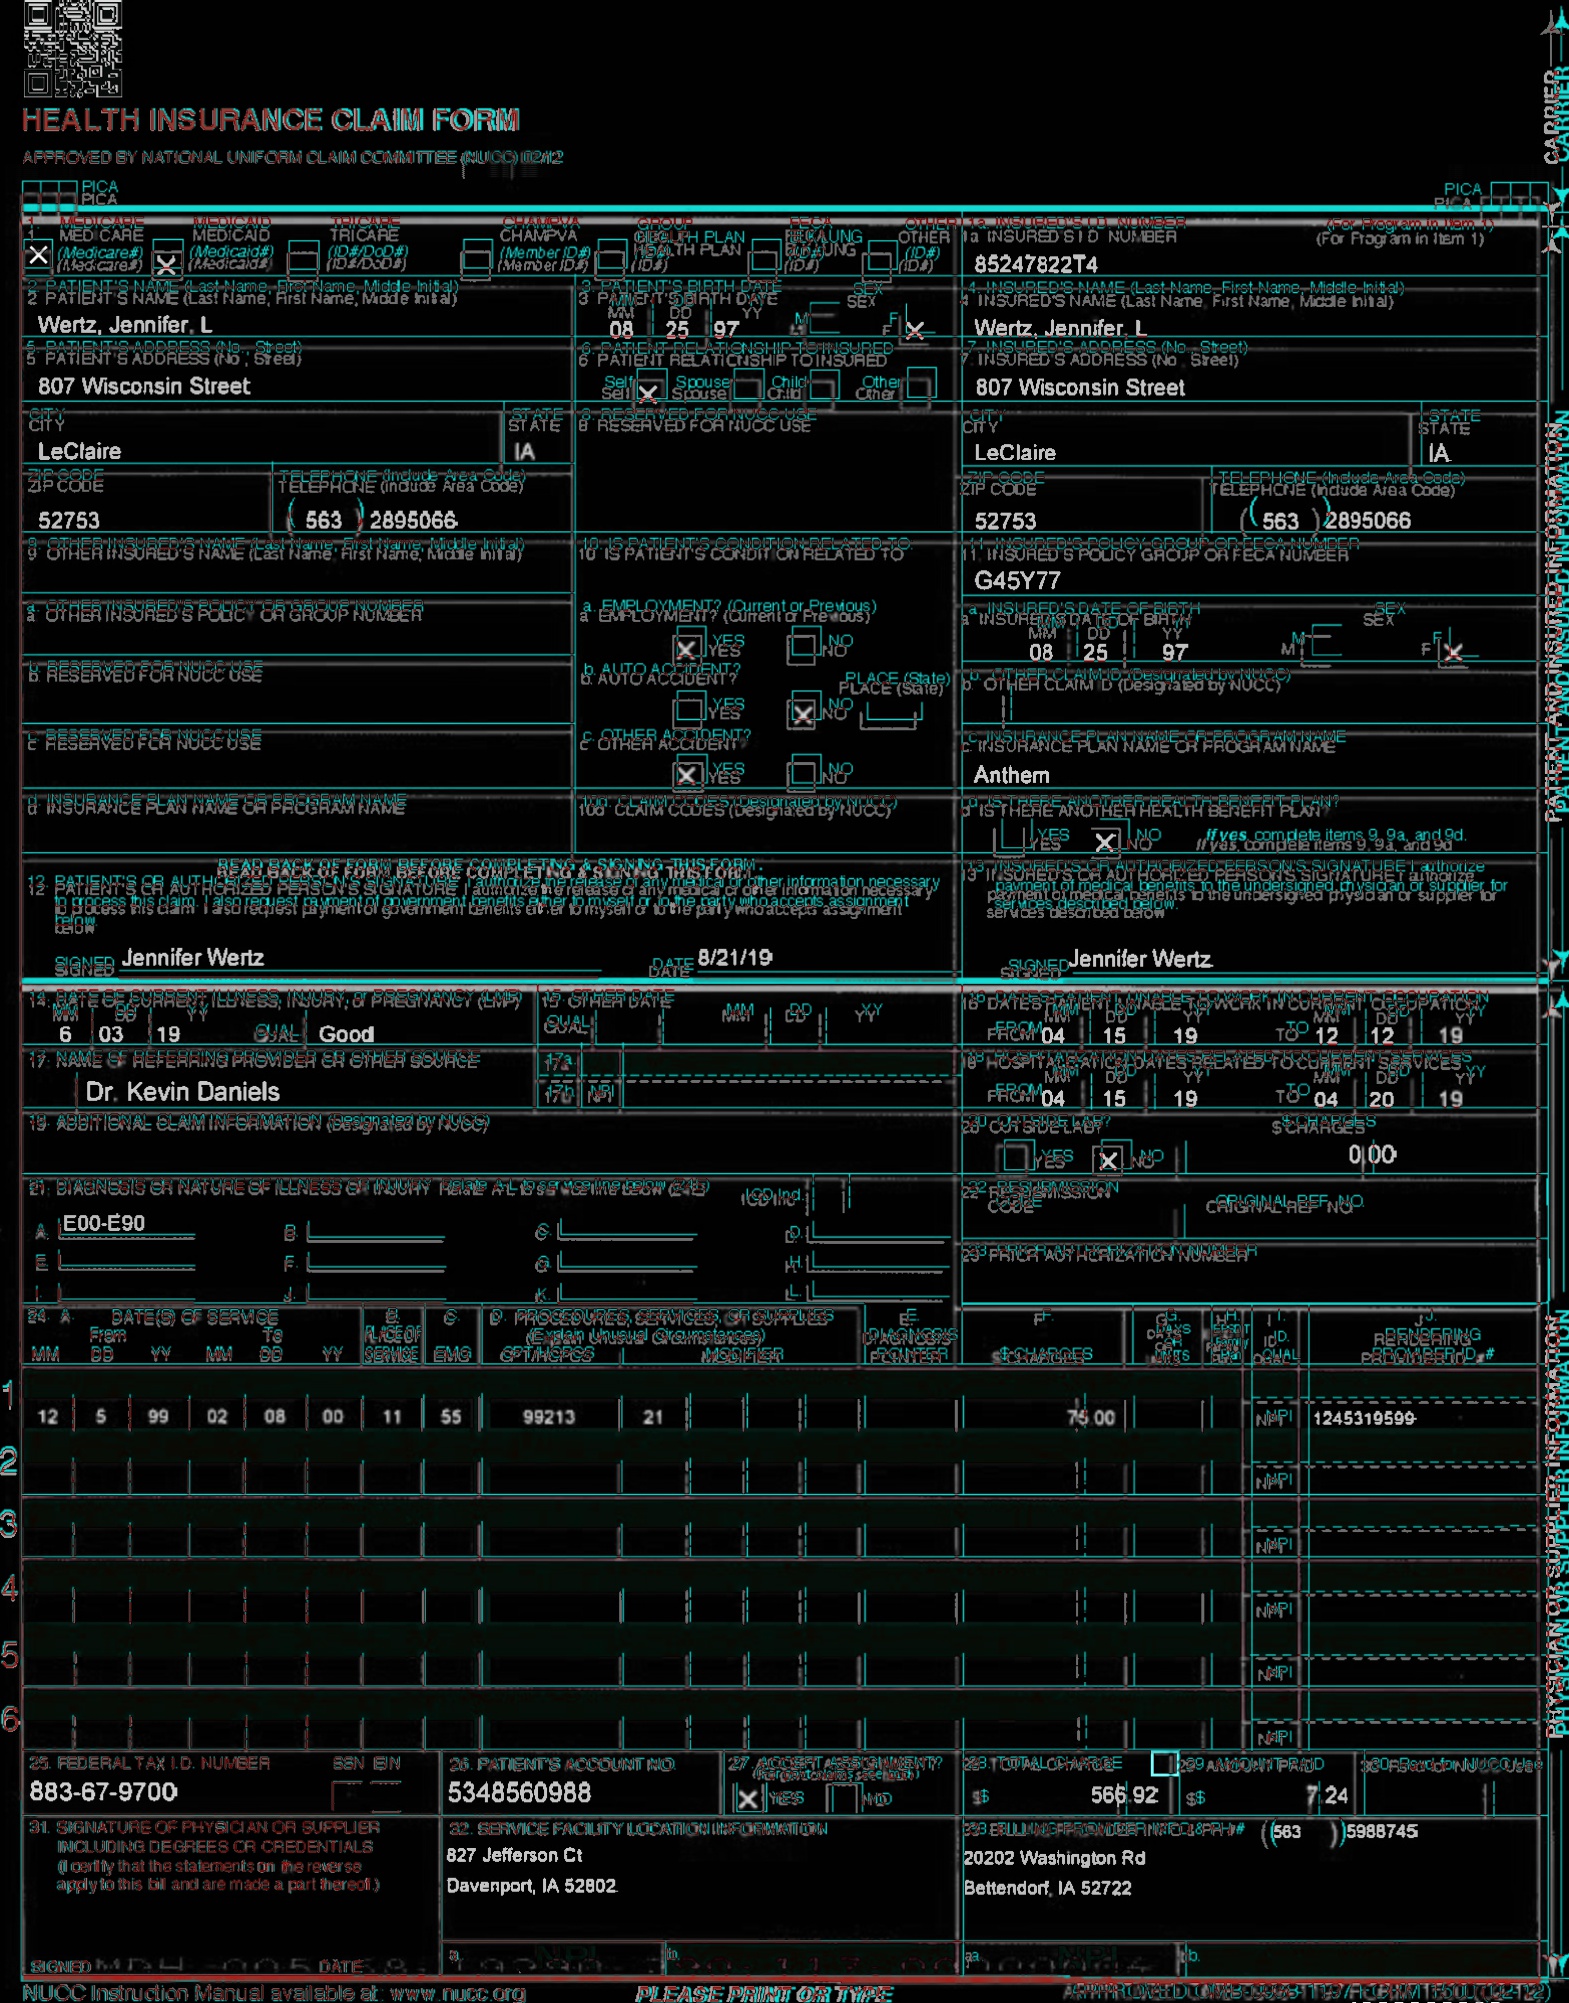 HEALTH INSURANCE CLAIM FORM
APPROVED BY NATIONAL UNIFORM CLAIM COMMITTEE (NUCC) 02/12
PICA PICA
CARRIER
1. MEDICARE MEDICAID TRICARE CHAMPVA GROUP HEALTH PLAN FECA BLK LUNG OTHER
(Medicare#) (Medicaid#) (ID#/DoD#) (Member ID#) (ID#) (ID#) (ID#)
1a. INSURED'S I.D. NUMBER (For Program in Item 1)
85247822T4
2. PATIENT'S NAME (Last Name, First Name, Middle Initial)
Wertz, Jennifer, L
3. PATIENT'S BIRTH DATE SEX
MM DD YY M F
08 25 97
4. INSURED'S NAME (Last Name, First Name, Middle Initial)
Wertz, Jennifer, L
5. PATIENT'S ADDRESS (No., Street)
807 Wisconsin Street
6. PATIENT RELATIONSHIP TO INSURED
Self Spouse Child Other
7. INSURED'S ADDRESS (No., Street)
807 Wisconsin Street
CITY STATE
LeClaire IA
8. RESERVED FOR NUCC USE
CITY STATE
LeClaire IA
ZIP CODE TELEPHONE (Include Area Code)
52753 (563) 2895066
ZIP CODE TELEPHONE (Include Area Code)
52753 (563) 2895066
9. OTHER INSURED'S NAME (Last Name, First Name, Middle Initial)
10. IS PATIENT'S CONDITION RELATED TO:
11. INSURED'S POLICY GROUP OR FECA NUMBER
G45Y77
a. OTHER INSURED'S POLICY OR GROUP NUMBER
a. EMPLOYMENT? (Current or Previous)
YES NO
a. INSURED'S DATE OF BIRTH SEX
MM DD YY M F
08 25 97
b. RESERVED FOR NUCC USE
b. AUTO ACCIDENT? PLACE (State)
YES NO
b. OTHER CLAIM ID (Designated by NUCC)
c. RESERVED FOR NUCC USE
c. OTHER ACCIDENT?
YES NO
c. INSURANCE PLAN NAME OR PROGRAM NAME
Anthem
d. INSURANCE PLAN NAME OR PROGRAM NAME
10d. CLAIM CODES (Designated by NUCC)
d. IS THERE ANOTHER HEALTH BENEFIT PLAN?
YES NO If yes, complete items 9, 9a, and 9d.
READ BACK OF FORM BEFORE COMPLETING & SIGNING THIS FORM.
12. PATIENT'S OR AUTHORIZED PERSON'S SIGNATURE I authorize the release of any medical or other information necessary
to process this claim. I also request payment of government benefits either to myself or to the party who accepts assignment
below.
SIGNED Jennifer Wertz DATE 8/21/19
13. INSURED'S OR AUTHORIZED PERSON'S SIGNATURE I authorize
payment of medical benefits to the undersigned physician or supplier for
services described below.
SIGNED Jennifer Wertz
PATIENT AND INSURED INFORMATION
14. DATE OF CURRENT ILLNESS, INJURY, or PREGNANCY (LMP)
MM DD YY
6 03 19 QUAL. Good
15. OTHER DATE
QUAL. MM DD YY
16. DATES PATIENT UNABLE TO WORK IN CURRENT OCCUPATION
MM DD YY MM DD YY
FROM 04 15 19 TO 12 12 19
17. NAME OF REFERRING PROVIDER OR OTHER SOURCE
Dr. Kevin Daniels
17a.
17b. NPI
18. HOSPITALIZATION DATES RELATED TO CURRENT SERVICES
MM DD YY MM DD YY
FROM 04 15 19 TO 04 20 19
19. ADDITIONAL CLAIM INFORMATION (Designated by NUCC)
20. OUTSIDE LAB? $ CHARGES
YES NO 0 00
21. DIAGNOSIS OR NATURE OF ILLNESS OR INJURY Relate A-L to service line below (24E) ICD Ind.
A. E00-E90 B. C. D.
E. F. G. H.
I. J. K. L.
22. RESUBMISSION CODE ORIGINAL REF. NO.
23. PRIOR AUTHORIZATION NUMBER
24. A. DATE(S) OF SERVICE B. C. D. PROCEDURES, SERVICES, OR SUPPLIES E. F. G. H. I. J.
From To PLACE OF (Explain Unusual Circumstances) DIAGNOSIS DAYS OR UNITS ID. RENDERING
MM DD YY MM DD YY SERVICE EMG CPT/HCPCS MODIFIER POINTER $ CHARGES QUAL. PROVIDER ID. #
1
12 5 99 02 08 00 11 55 99213 21 75 00 NPI 1245319599
2
NPI
3
NPI
4
NPI
5
NPI
6
NPI
25. FEDERAL TAX I.D. NUMBER SSN EIN
883-67-9700
26. PATIENT'S ACCOUNT NO.
5348560988
27. ACCEPT ASSIGNMENT?
YES NO
28. TOTAL CHARGE
$ 566 92
29. AMOUNT PAID
$ 7 24
30. Rsvd for NUCC Use
31. SIGNATURE OF PHYSICIAN OR SUPPLIER
INCLUDING DEGREES OR CREDENTIALS
(I certify that the statements on the reverse
apply to this bill and are made a part thereof.)
SIGNED DATE
32. SERVICE FACILITY LOCATION INFORMATION
827 Jefferson Ct
Davenport, IA 52802
a. b.
33. BILLING PROVIDER INFO & PH # (563) 5988745
20202 Washington Rd
Bettendorf, IA 52722
a. b.
PHYSICIAN OR SUPPLIER INFORMATION
NUCC Instruction Manual available at: www.nucc.org
PLEASE PRINT OR TYPE